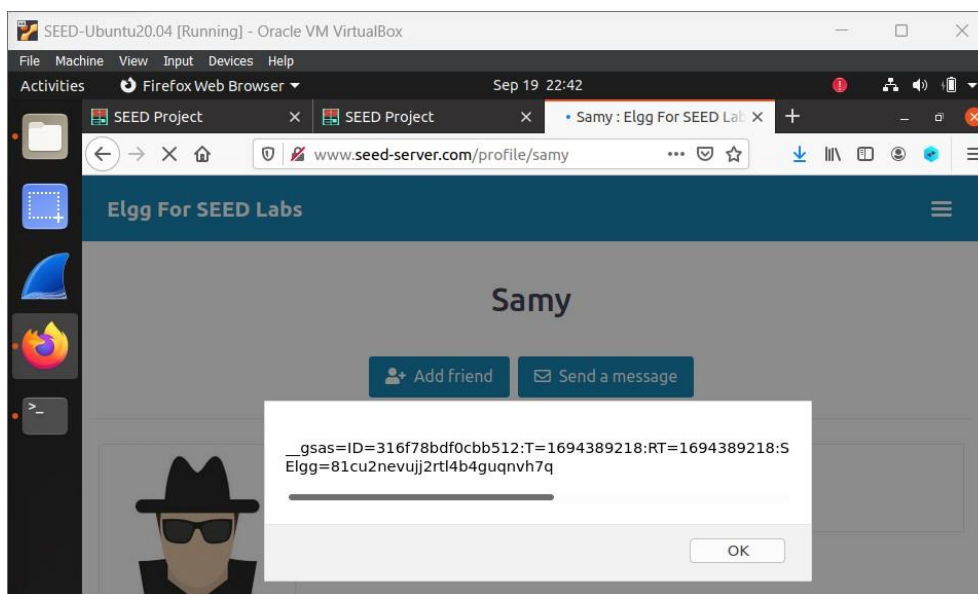 SEED-Ubuntu20.04 [Running] - Oracle VM VirtualBox
File Machine View Input Devices Help
Activities Firefox Web Browser Sep 19 22:42
SEED Project SEED Project • Samy : Elgg For SEED Lab
www.seed-server.com/profile/samy
Elgg For SEED Labs
Samy
Add friend Send a message
__gsas=ID=316f78bdf0cbb512:T=1694389218:RT=1694389218:S
Elgg=81cu2nevujj2rtl4b4guqnvh7q
OK